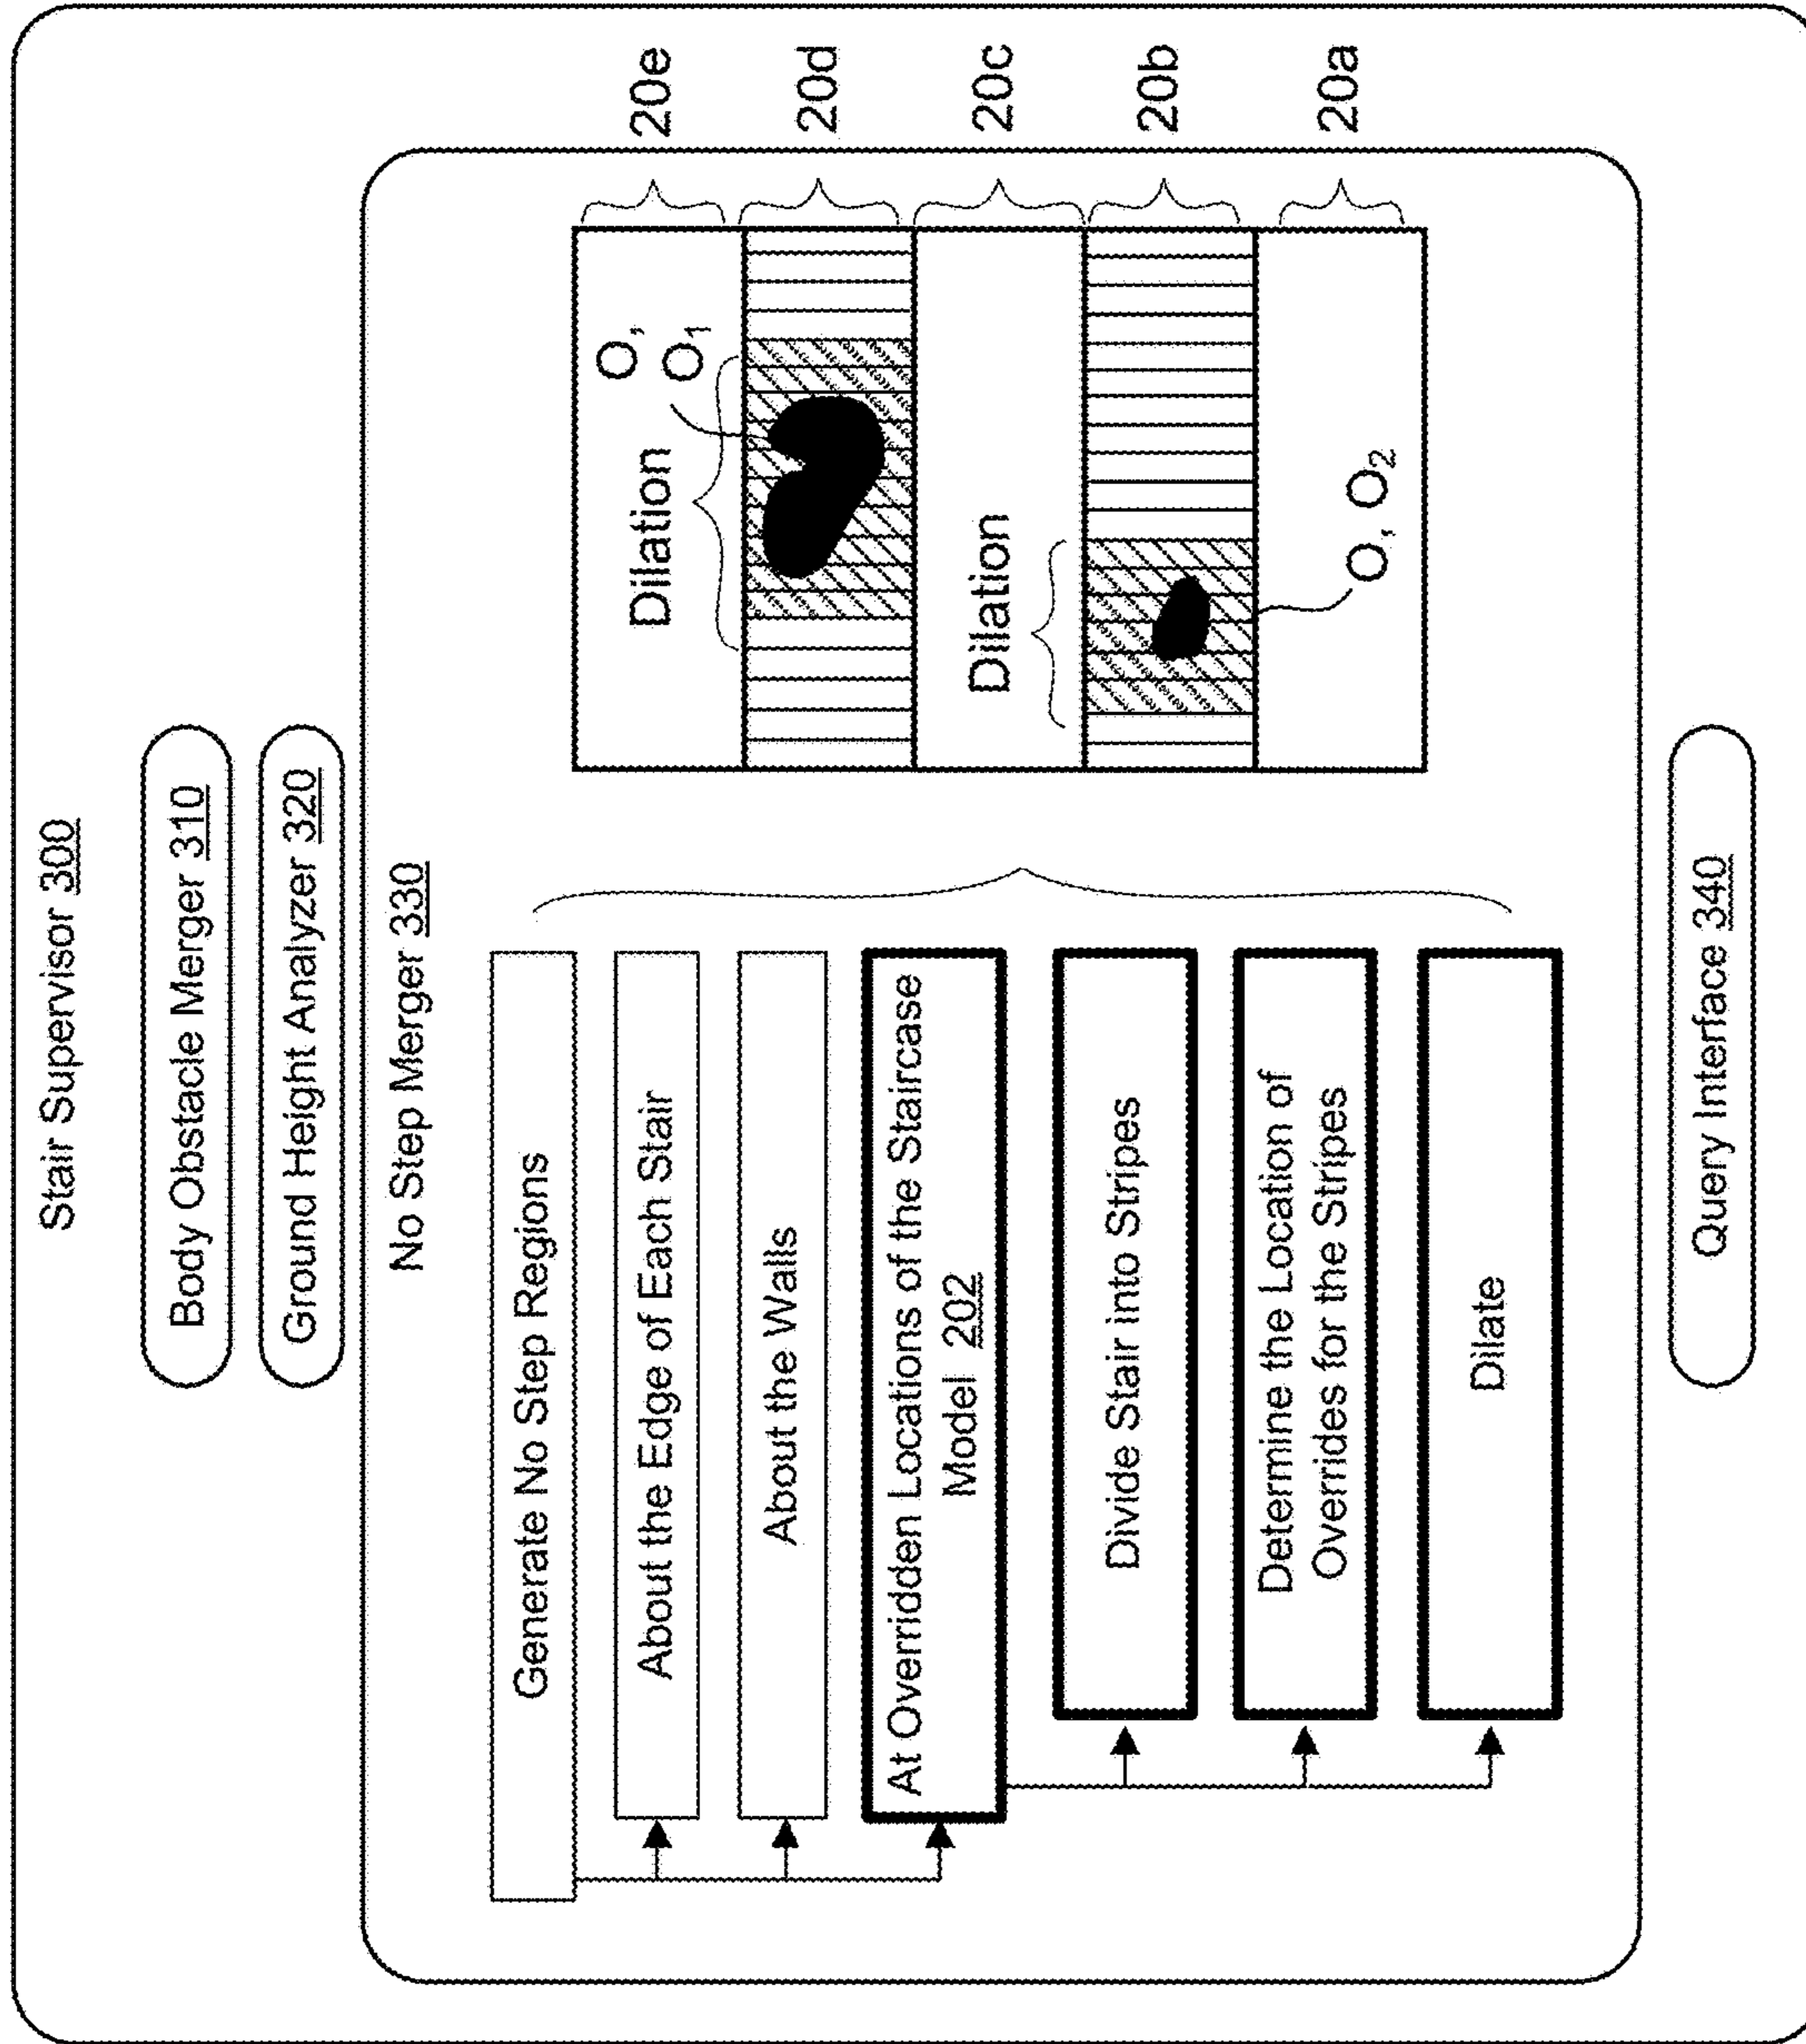 Stair Supervisor 300
Body Obstacle Merger 310
Ground Height Analyzer 320
No Step Merger 330
Generate No Step Regions
About the Edge of Each Stair
About the Walls
At Overridden Locations of the Staircase
Model 202
Divide Stair into Stripes
Determine the Location of
Overrides for the Stripes
Dilate
Dilation
O,
O1
20e
20d
Dilation
20c
20b
O, O2
20a
Query Interface 340